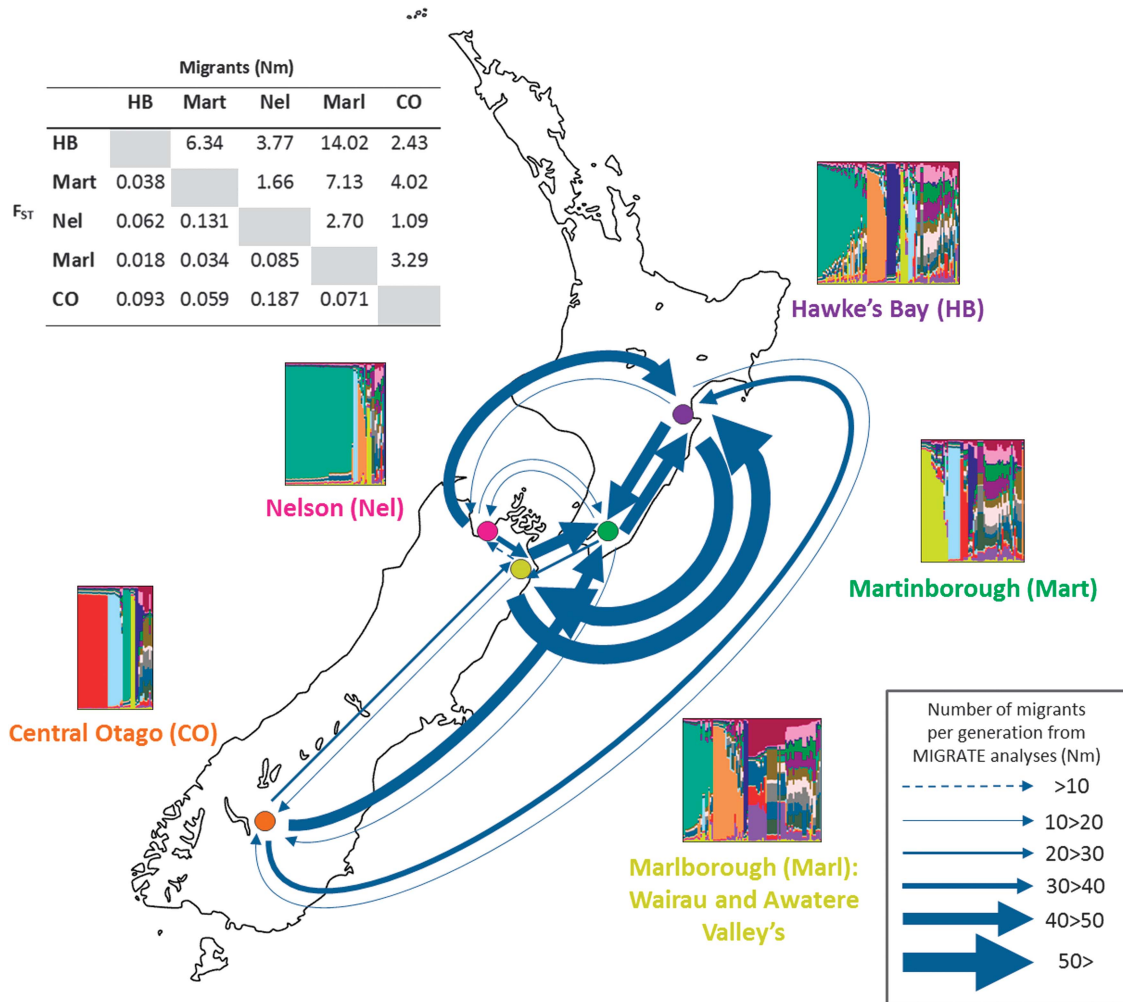 Migrants (Nm)
HB Mart Nel Marl CO
HB 6.34 3.77 14.02 2.43
Mart 0.038 1.66 7.13 4.02
FST
Nel 0.062 0.131 2.70 1.09
Marl 0.018 0.034 0.085 3.29
CO 0.093 0.059 0.187 0.071
Hawke's Bay (HB)
Nelson (Nel)
Martinborough (Mart)
Central Otago (CO)
Marlborough (Marl):
Wairau and Awatere
Valley's
Number of migrants
per generation from
MIGRATE analyses (Nm)
>10
10>20
20>30
30>40
40>50
50>